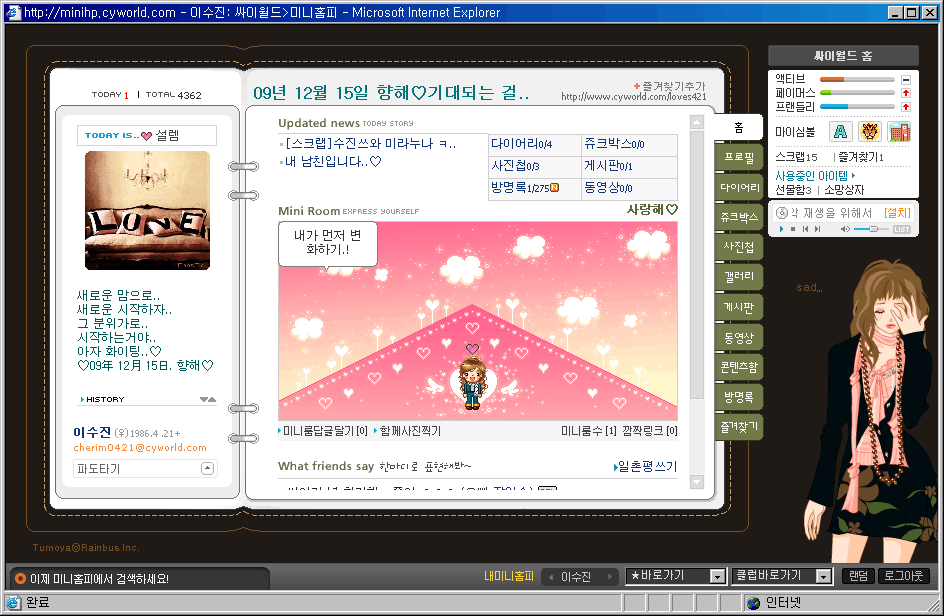 http://minihp.cyworld.com - 이수진: 싸이월드>미니홈피 - Microsoft Internet Explorer
TODAY 1 | TOTAL 4362
09년 12월 15일 향해♡기대되는 걸..
+즐겨찾기추가
http://www.cyworld.com/loves421
TODAY IS..♥ 설렘
LOVE
새로운 맘으로..
새로운 시작하자..
그 분위가로..
시작하는거야..
아자 화이팅..♡
♡09년 12월 15일. 향해♡
HISTORY
이수진 (우)1986.4 .21+
cherim0421@cyworld.com
파도타기
Updated news TODAY STORY
[스크랩]수진쓰와 미라누나 ㅋ..
내 남친입니다..♡
다이어리0/4 쥬크박스0/0
사진첩0/3 게시판0/1
방명록1/275 N 동영상0/0
Mini Room EXPRESS YOURSELF
사랑해♡
내가 먼저 변
화하기.!
미니룸답글달기[0] 함께사진찍기
미니룸수 [1] 깜짝링크 [0]
What friends say 한마디로 표현해봐~
일촌평쓰기
홈
프로필
다이어리
쥬크박스
사진첩
갤러리
게시판
동영상
콘텐츠함
방명록
즐겨찾기
싸이월드 홈
액티브
페이머스
프랜들리
마이심볼
A
스크랩15 | 즐겨찾기1
사용중인 아이템
선물함3 | 소망상자
각 재생을 위해서 [설치]
LIST
sad...
Tumoya©Rainbus Inc.
이제 미니홈피에서 검색하세요!
내미니홈피
이수진
★바로가기
클럽바로가기
랜덤
로그아웃
완료
인터넷